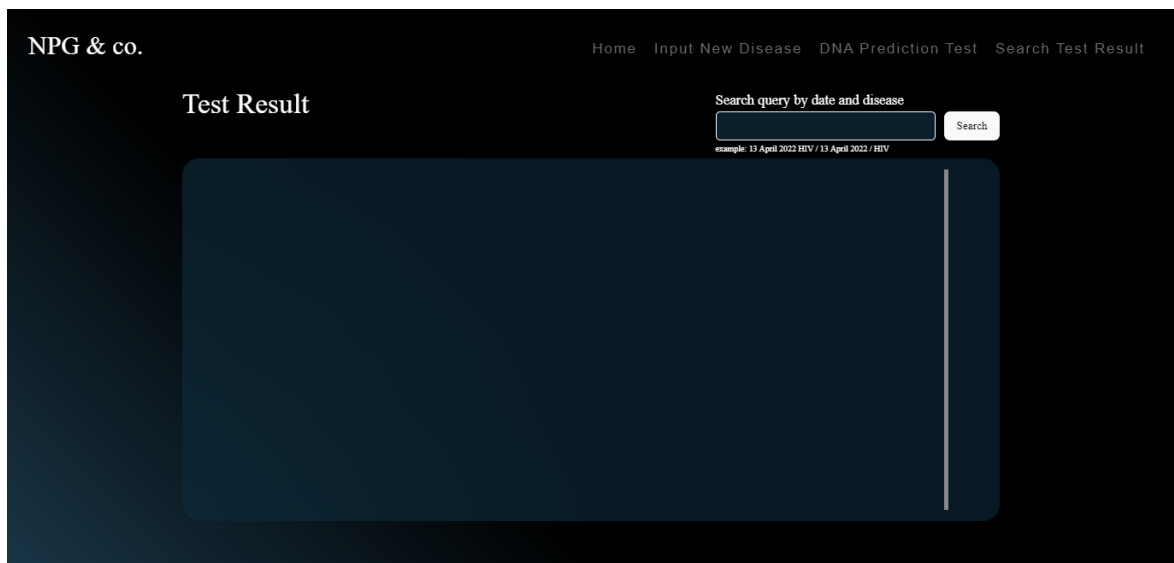 NPG & co.
Home Input New Disease DNA Prediction Test Search Test Result
Test Result
Search query by date and disease
Search
example: 13 April 2022 HIV / 13 April 2022 / HIV